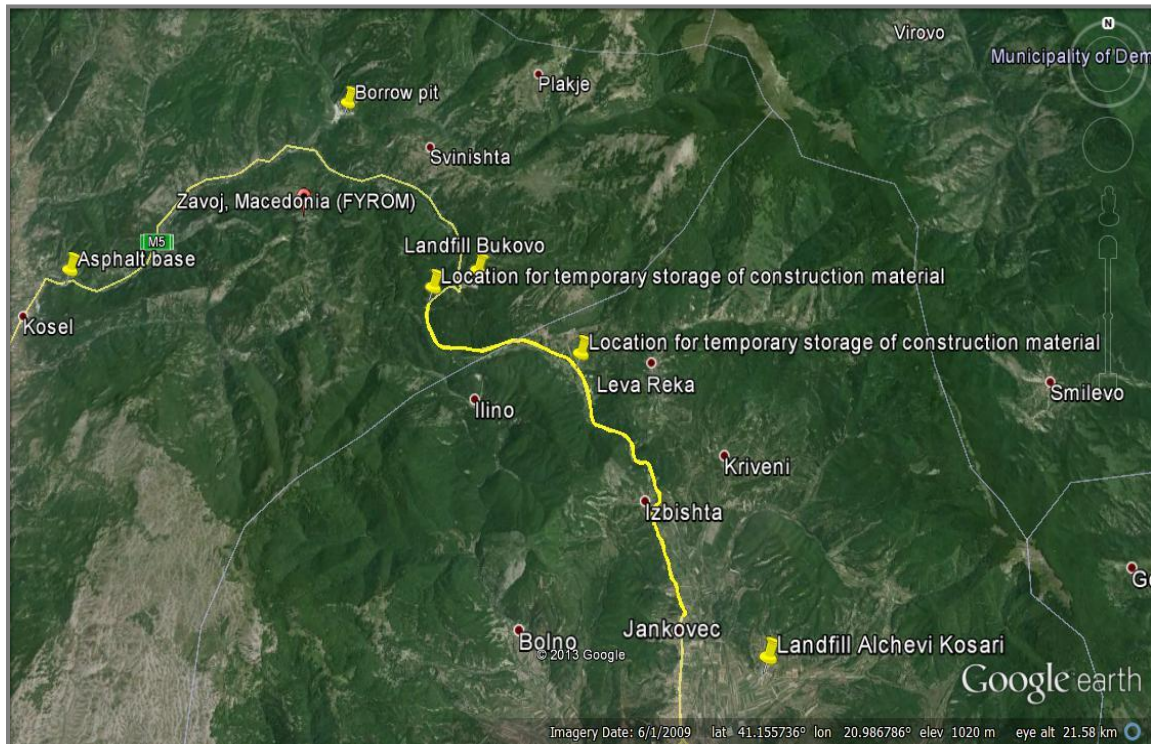 N
Virovo
Municipality of Dem
Plakje
Borrow pit
Svinishta
Zavoj, Macedonia (FYROM)
M5
Landfill Bukovo
Asphalt base
Location for temporary storage of construction material
Kosel
Location for temporary storage of construction material
Leva Reka
Smilevo
Ilino
Kriveni
Izbishta
Ge
Jankovec
Bolno
Landfill Alchevi Kosari
© 2013 Google
Google earth
Imagery Date: 6/1/2009 lat 41.155736° lon 20.986786° elev 1020 m eye alt 21.58 km